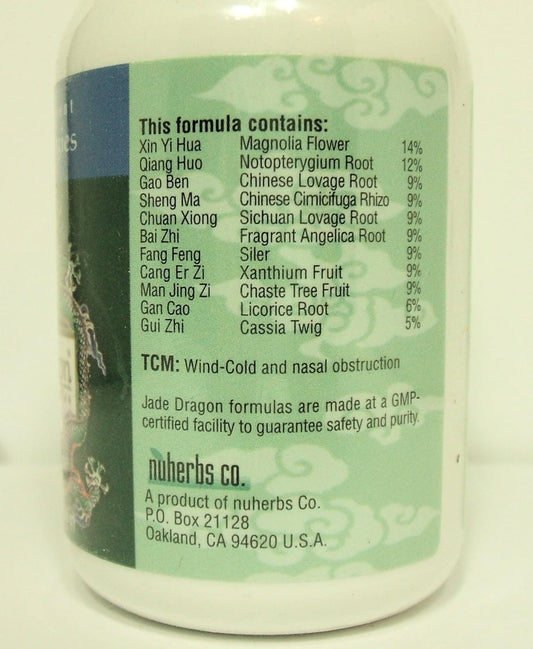 This formula contains:
Xin Yi Hua Magnolia Flower 14%
Qiang Huo Notopterygium Root 12%
Gao Ben Chinese Lovage Root 9%
Sheng Ma Chinese Cimicifuga Rhizo 9%
Chuan Xiong Sichuan Lovage Root 9%
Bai Zhi Fragrant Angelica Root 9%
Fang Feng Siler 9%
Cang Er Zi Xanthium Fruit 9%
Man Jing Zi Chaste Tree Fruit 9%
Gan Cao Licorice Root 6%
Gui Zhi Cassia Twig 5%
TCM: Wind-Cold and nasal obstruction
Jade Dragon formulas are made at a GMP-
certified facility to guarantee safety and purity.
nuherbs co.
A product of nuherbs Co.
P.O. Box 21128
Oakland, CA 94620 U.S.A.